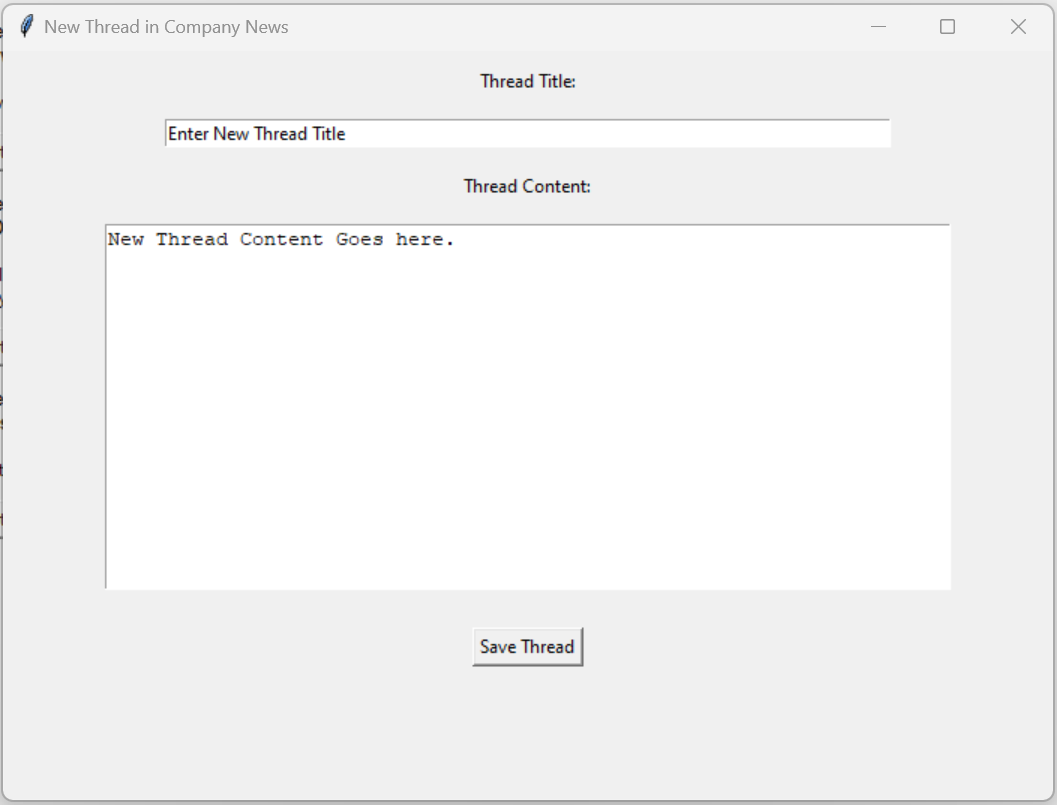 New Thread in Company News
Thread Title:
Enter New Thread Title
Thread Content:
New Thread Content Goes here.
Save Thread